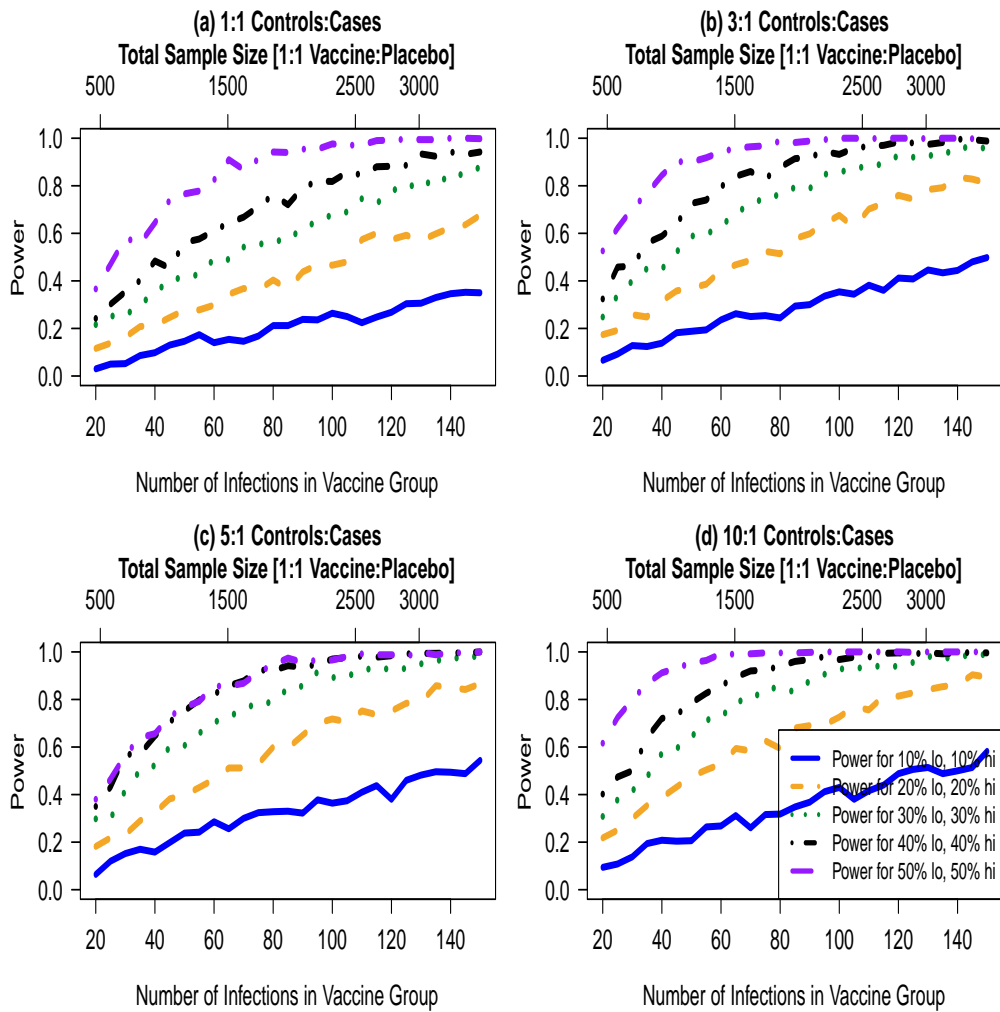 (a) 1:1 Controls:Cases
Total Sample Size [1:1 Vaccine:Placebo]
500 1500 2500 3000
1.0
0.8
0.6
0.4
0.2
0.0
Power
20 40 60 80 100 120 140
Number of Infections in Vaccine Group
(b) 3:1 Controls:Cases
Total Sample Size [1:1 Vaccine:Placebo]
500 1500 2500 3000
1.0
0.8
0.6
0.4
0.2
0.0
Power
20 40 60 80 100 120 140
Number of Infections in Vaccine Group
(c) 5:1 Controls:Cases
Total Sample Size [1:1 Vaccine:Placebo]
500 1500 2500 3000
1.0
0.8
0.6
0.4
0.2
0.0
Power
20 40 60 80 100 120 140
Number of Infections in Vaccine Group
(d) 10:1 Controls:Cases
Total Sample Size [1:1 Vaccine:Placebo]
500 1500 2500 3000
1.0
0.8
0.6
0.4
0.2
0.0
Power
Power for 10% lo, 10% hi
Power for 20% lo, 20% hi
Power for 30% lo, 30% hi
Power for 40% lo, 40% hi
Power for 50% lo, 50% hi
20 40 60 80 100 120 140
Number of Infections in Vaccine Group